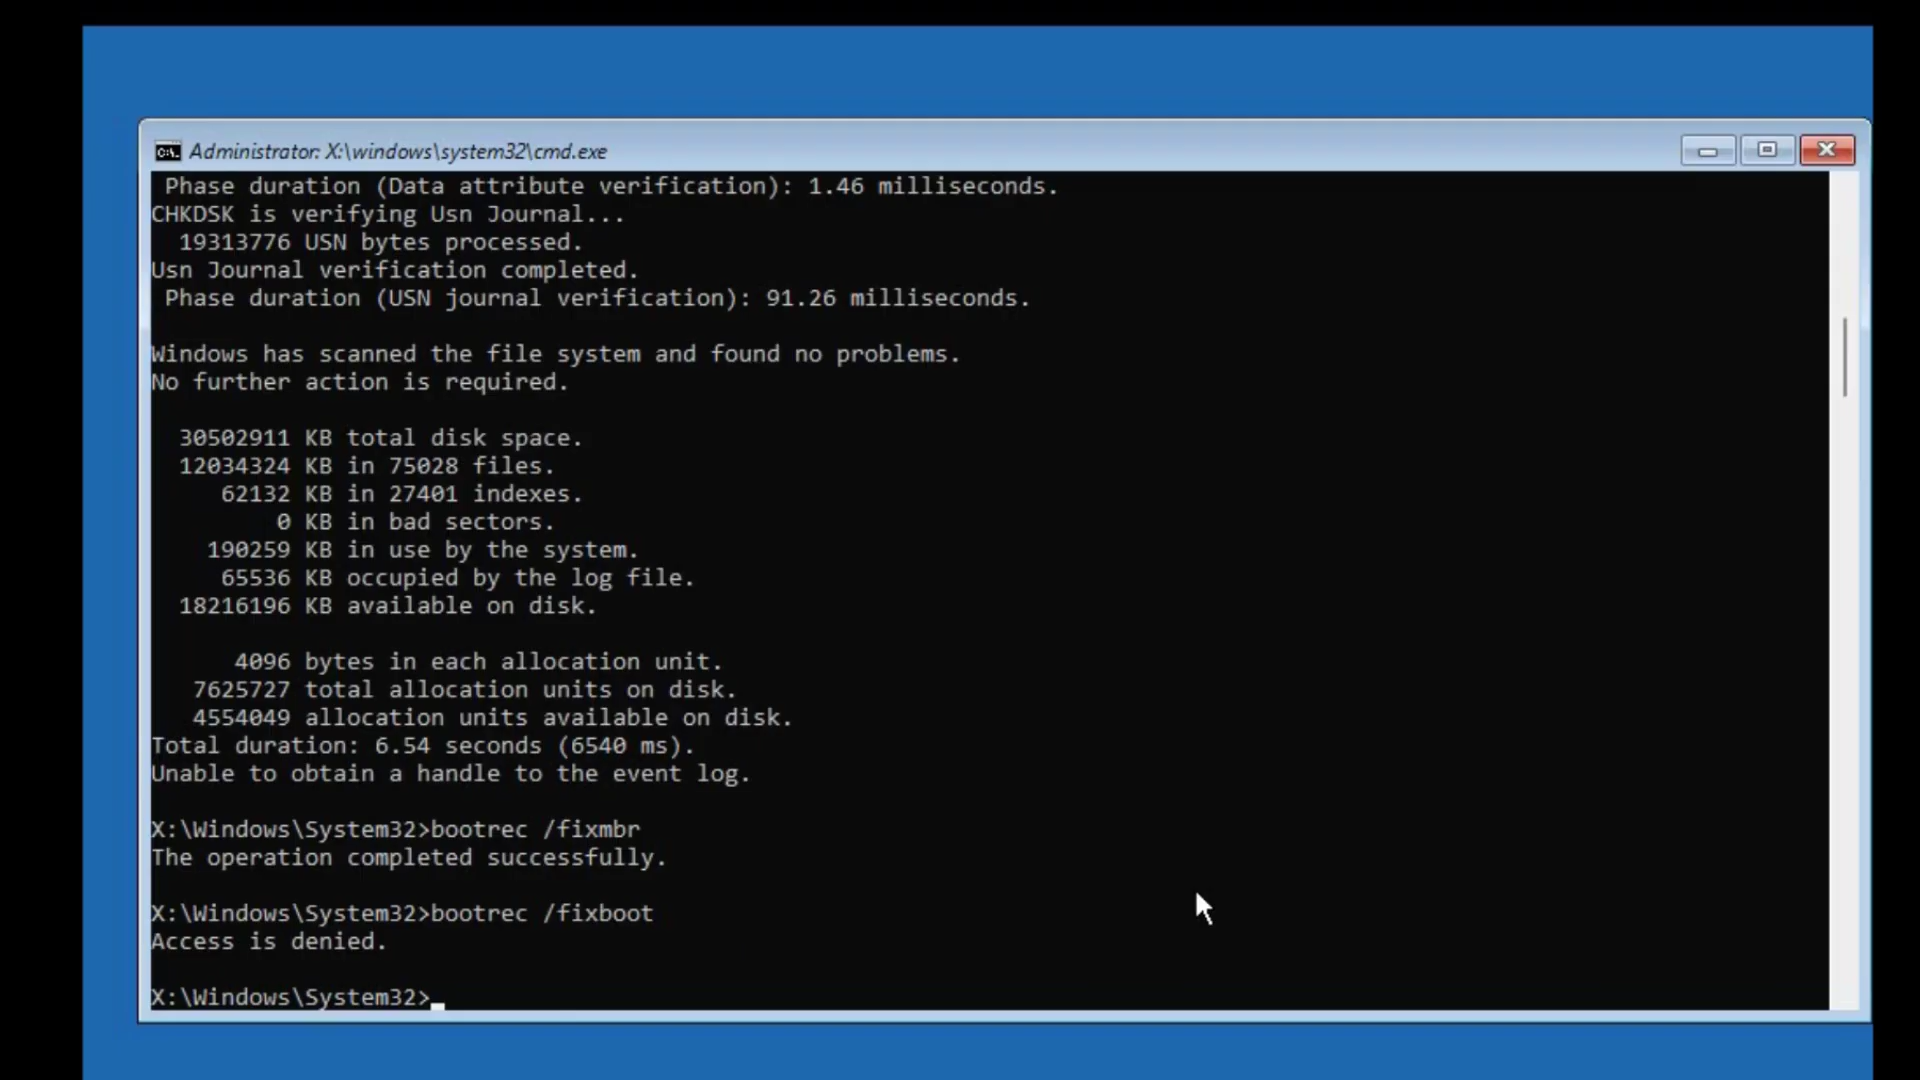 Administrator: X:\windows\system32\cmd.exe
Phase duration (Data attribute verification): 1.46 milliseconds.
CHKDSK is verifying Usn Journal...
19313776 USN bytes processed.
Usn Journal verification completed.
Phase duration (USN journal verification): 91.26 milliseconds.
Windows has scanned the file system and found no problems.
No further action is required.
30502911 KB total disk space.
12034324 KB in 75028 files.
62132 KB in 27401 indexes.
0 KB in bad sectors.
190259 KB in use by the system.
65536 KB occupied by the log file.
18216196 KB available on disk.
4096 bytes in each allocation unit.
7625727 total allocation units on disk.
4554049 allocation units available on disk.
Total duration: 6.54 seconds (6540 ms).
Unable to obtain a handle to the event log.
X:\Windows\System32>bootrec /fixmbr
The operation completed successfully.
X:\Windows\System32>bootrec /fixboot
Access is denied.
X:\Windows\System32>